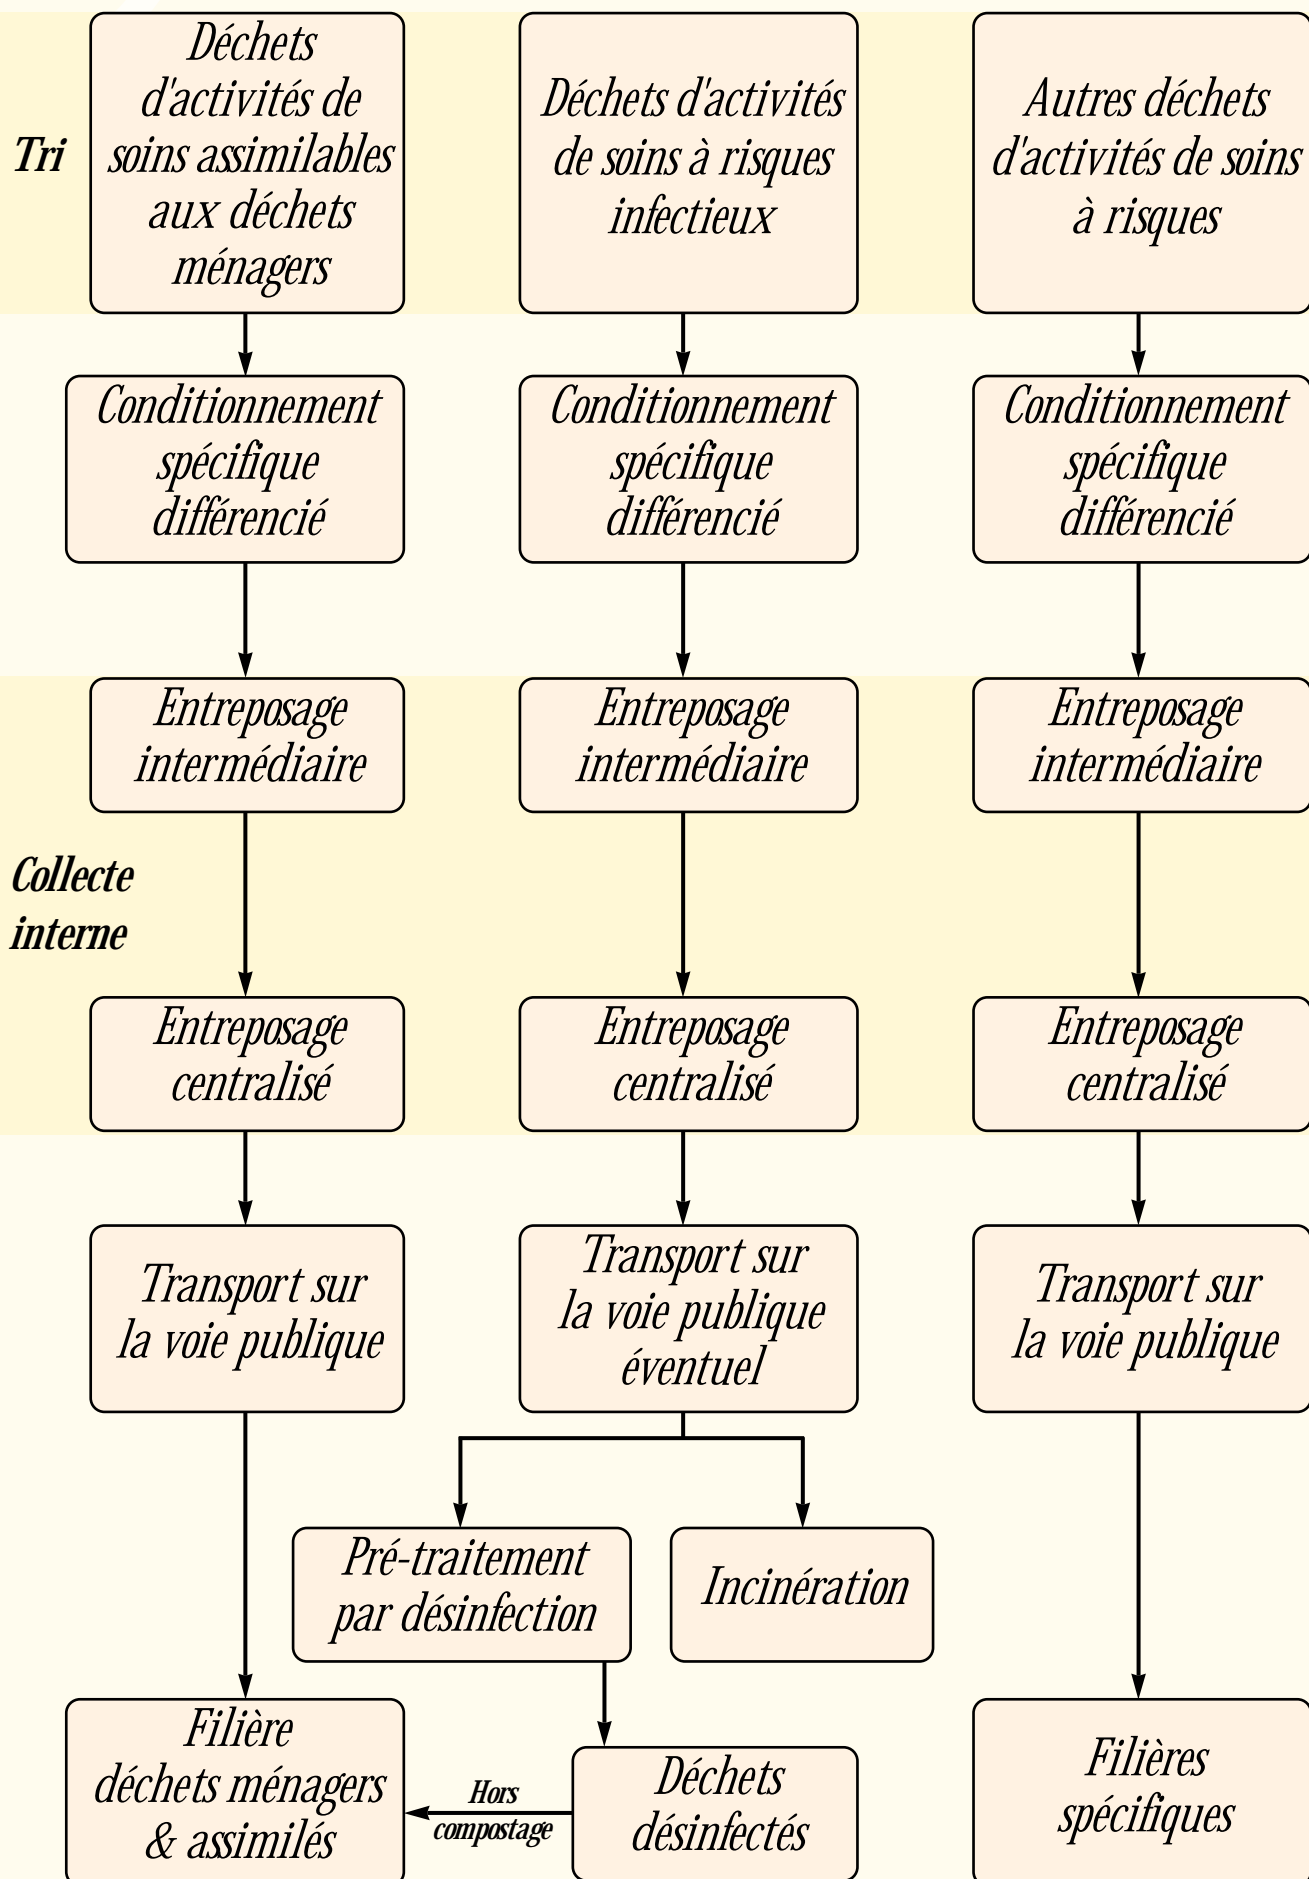 Tri
Déchets
d'activités de
soins assimilables
aux déchets
ménagers
Déchets d'activités
de soins à risques
infectieux
Autres déchets
d'activités de soins
à risques
Conditionnement
spécifique
différencié
Conditionnement
spécifique
différencié
Conditionnement
spécifique
différencié
Entreposage
intermédiaire
Entreposage
intermédiaire
Entreposage
intermédiaire
Collecte
interne
Entreposage
centralisé
Entreposage
centralisé
Entreposage
centralisé
Transport sur
la voie publique
Transport sur
la voie publique
éventuel
Transport sur
la voie publique
Pré-traitement
par désinfection
Incinération
Filière
déchets ménagers
& assimilés
Hors
compostage
Déchets
désinfectés
Filières
spécifiques